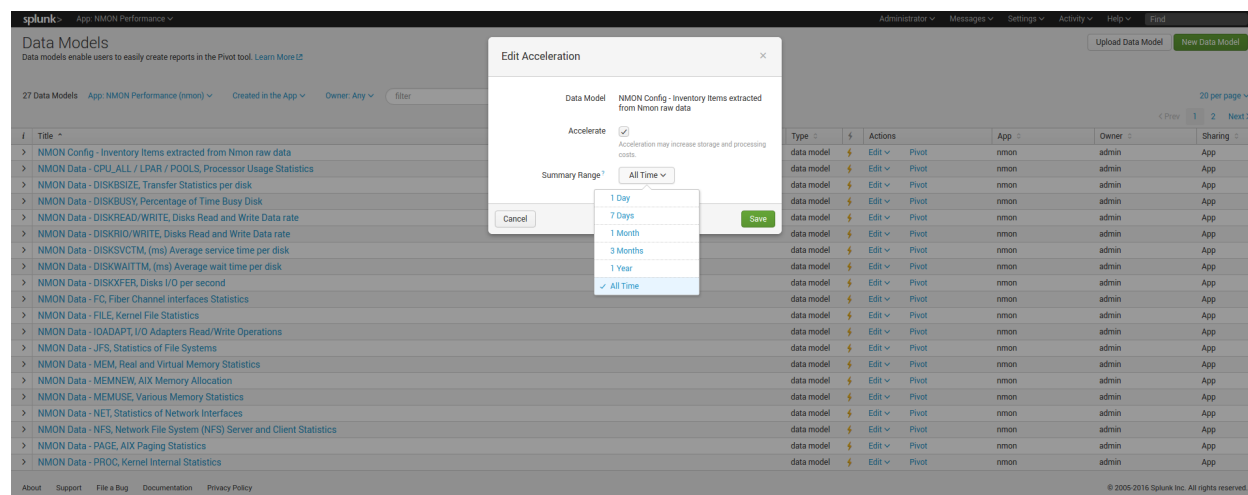 splunk> App: NMON Performance Administrator Messages Settings Activity Help Find
Data Models
Data models enable users to easily create reports in the Pivot tool. Learn More
Upload Data Model New Data Model
27 Data Models App: NMON Performance (nmon) Created in the App Owner: Any filter 20 per page
< Prev 1 2 Next
Edit Acceleration ×
Data Model NMON Config - Inventory Items extracted
from Nmon raw data
Accelerate
Acceleration may increase storage and processing
costs.
Summary Range ? All Time
1 Day
7 Days
1 Month
3 Months
1 Year
✓ All Time
Cancel Save
i Title Type Actions App Owner Sharing
> NMON Config - Inventory Items extracted from Nmon raw data data model Edit Pivot nmon admin App
> NMON Data - CPU_ALL / LPAR / POOLS, Processor Usage Statistics data model Edit Pivot nmon admin App
> NMON Data - DISKBSIZE, Transfer Statistics per disk data model Edit Pivot nmon admin App
> NMON Data - DISKBUSY, Percentage of Time Busy Disk data model Edit Pivot nmon admin App
> NMON Data - DISKREAD/WRITE, Disks Read and Write Data rate data model Edit Pivot nmon admin App
> NMON Data - DISKRIO/WRITE, Disks Read and Write Data rate data model Edit Pivot nmon admin App
> NMON Data - DISKSVCTM, (ms) Average service time per disk data model Edit Pivot nmon admin App
> NMON Data - DISKWAITTM, (ms) Average wait time per disk data model Edit Pivot nmon admin App
> NMON Data - DISKXFER, Disks I/O per second data model Edit Pivot nmon admin App
> NMON Data - FC, Fiber Channel interfaces Statistics data model Edit Pivot nmon admin App
> NMON Data - FILE, Kernel File Statistics data model Edit Pivot nmon admin App
> NMON Data - IOADAPT, I/O Adapters Read/Write Operations data model Edit Pivot nmon admin App
> NMON Data - JFS, Statistics of File Systems data model Edit Pivot nmon admin App
> NMON Data - MEM, Real and Virtual Memory Statistics data model Edit Pivot nmon admin App
> NMON Data - MEMNEW, AIX Memory Allocation data model Edit Pivot nmon admin App
> NMON Data - MEMUSE, Various Memory Statistics data model Edit Pivot nmon admin App
> NMON Data - NET, Statistics of Network Interfaces data model Edit Pivot nmon admin App
> NMON Data - NFS, Network File System (NFS) Server and Client Statistics data model Edit Pivot nmon admin App
> NMON Data - PAGE, AIX Paging Statistics data model Edit Pivot nmon admin App
> NMON Data - PROC, Kernel Internal Statistics data model Edit Pivot nmon admin App
About Support File a Bug Documentation Privacy Policy © 2005-2016 Splunk Inc. All rights reserved.